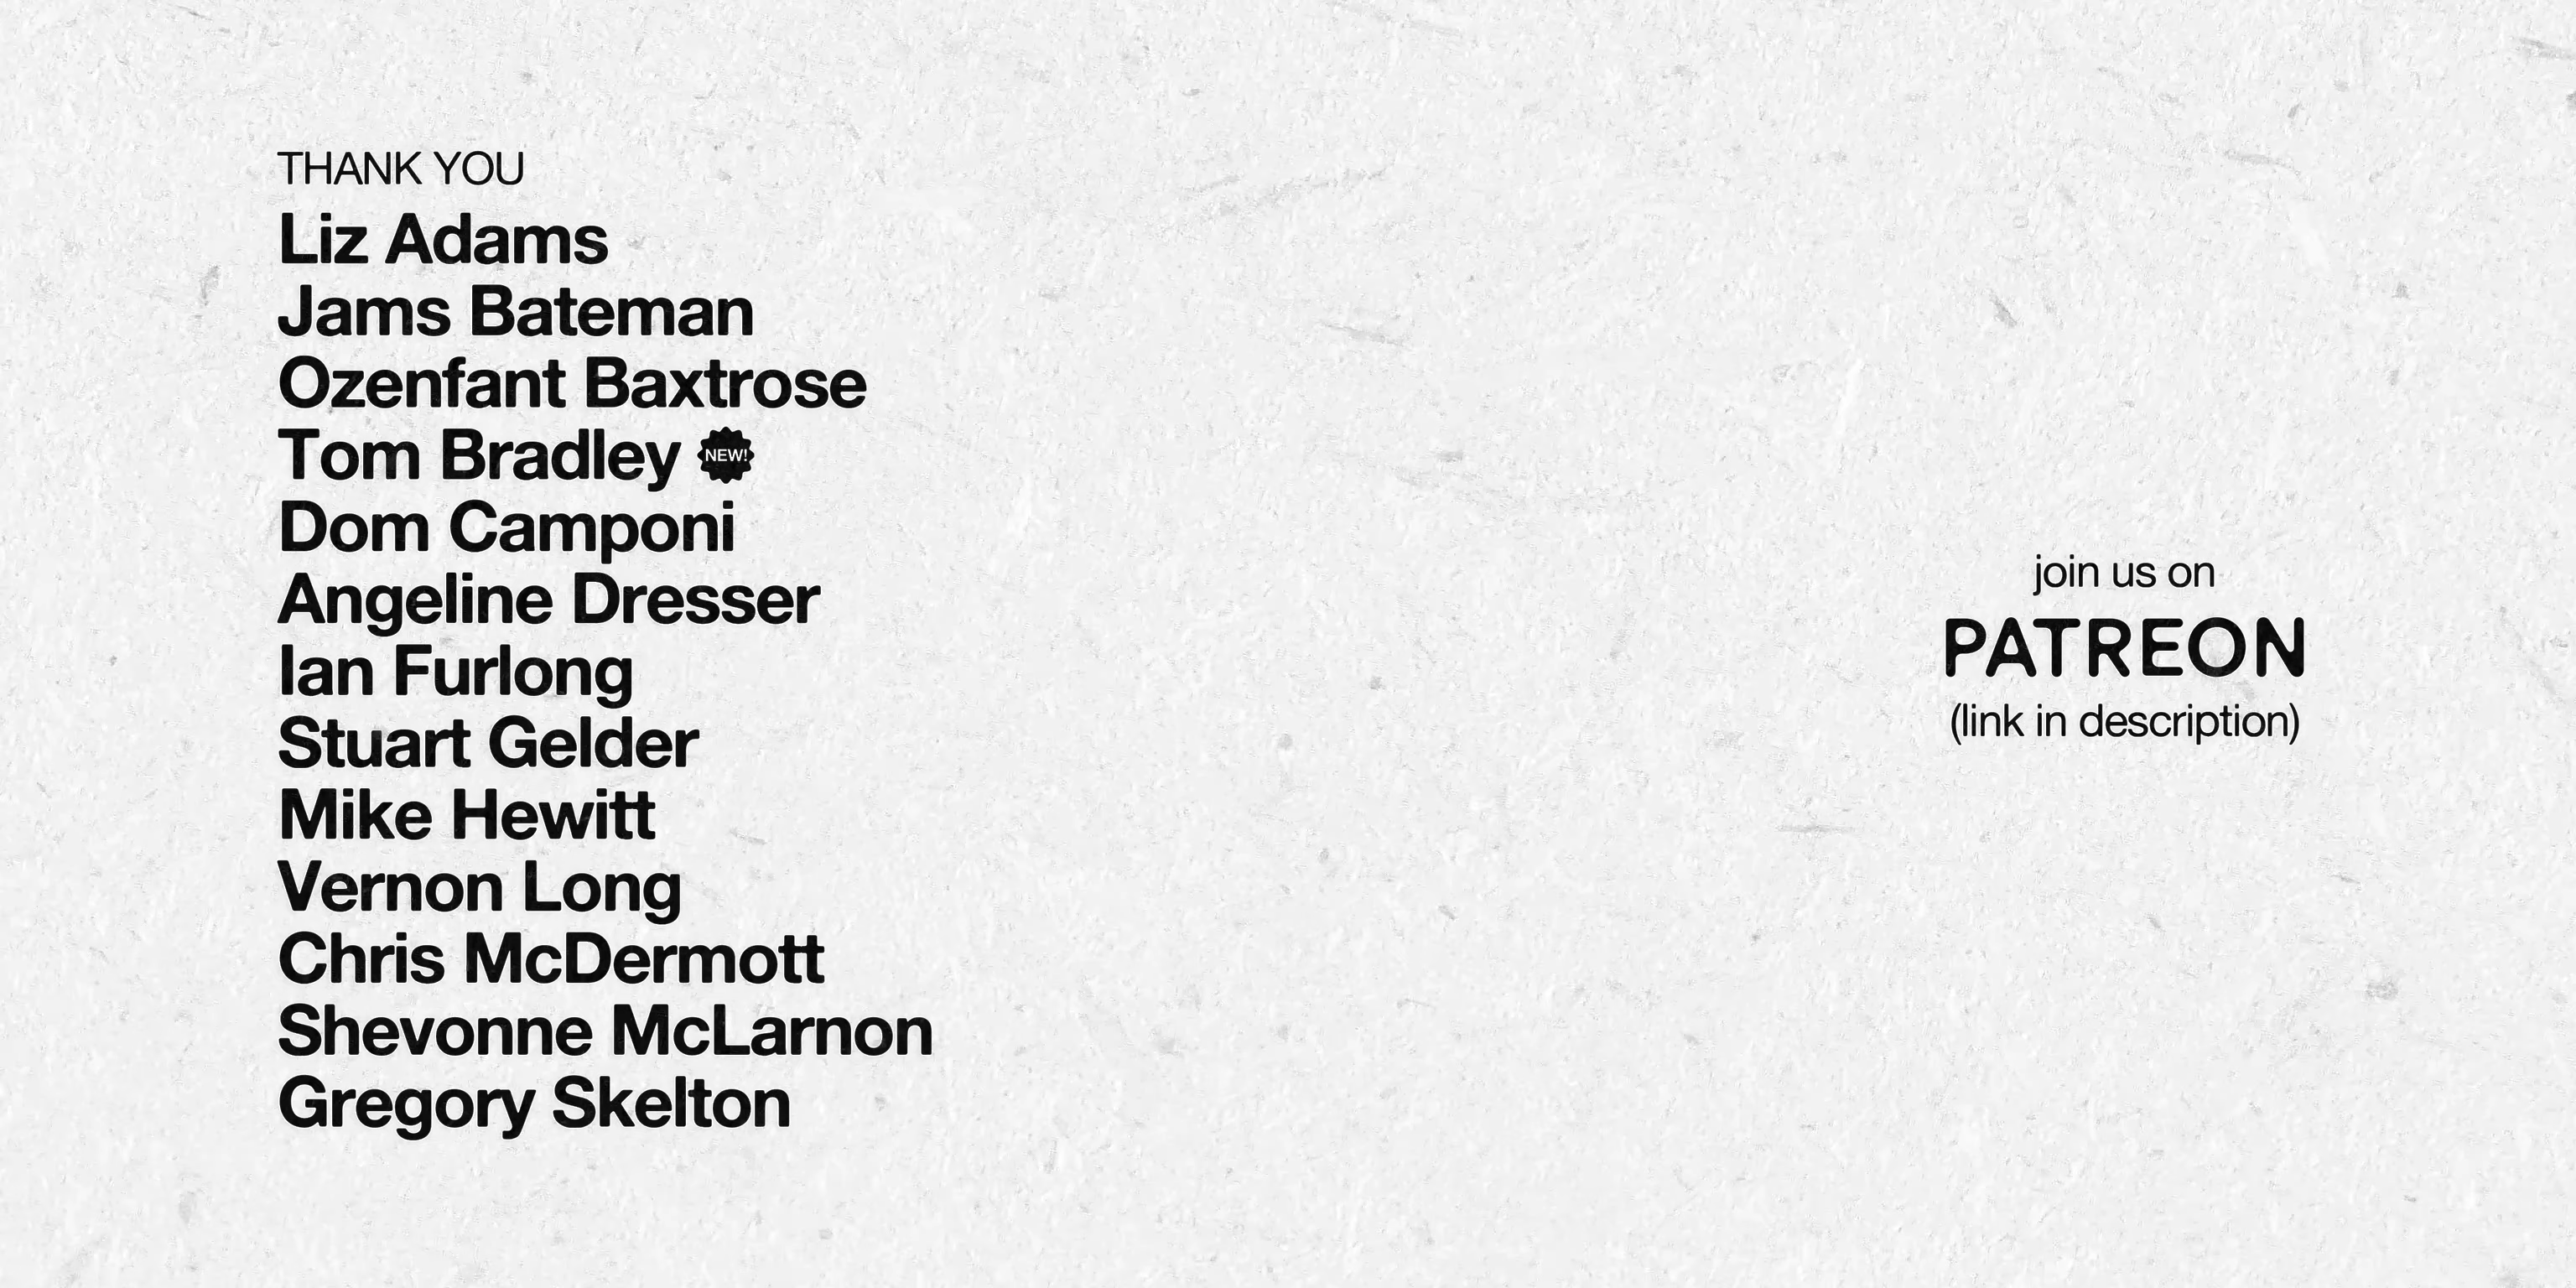 THANK YOU
Liz Adams
Jams Bateman
Ozenfant Baxtrose
Tom Bradley NEW!
Dom Camponi
Angeline Dresser
Ian Furlong
Stuart Gelder
Mike Hewitt
Vernon Long
Chris McDermott
Shevonne McLarnon
Gregory Skelton
join us on
PATREON
(link in description)